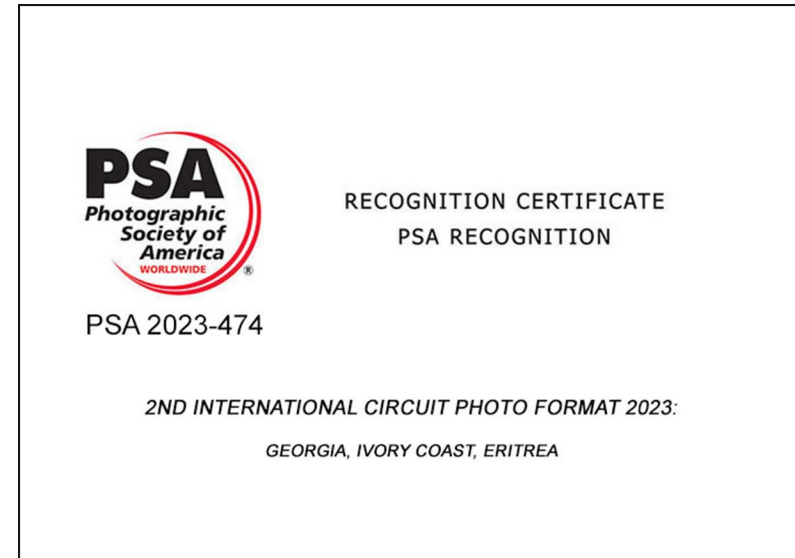 PSA
Photographic
Society of
America
WORLDWIDE
®
PSA 2023-474
RECOGNITION CERTIFICATE
PSA RECOGNITION
2ND INTERNATIONAL CIRCUIT PHOTO FORMAT 2023:
GEORGIA, IVORY COAST, ERITREA